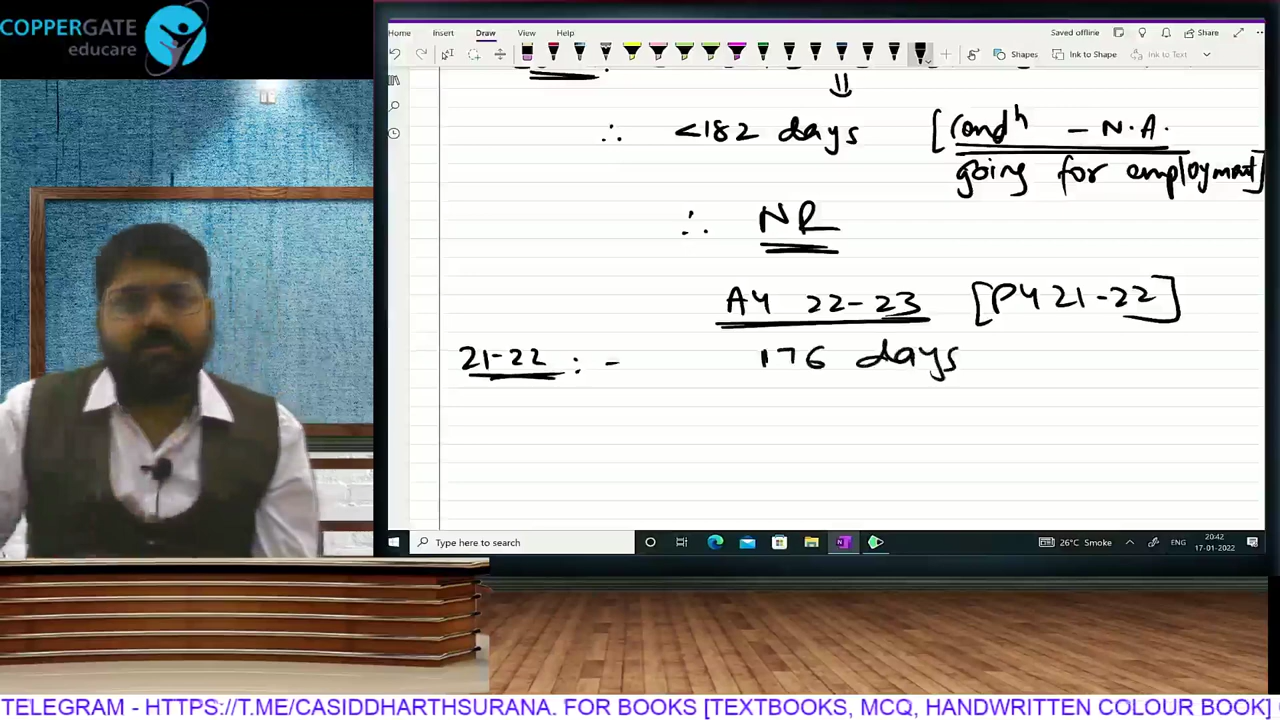 COPPERGATE
educare
Home Insert Draw View Help Saved offline Share
Shapes Ink to Shape Ink to Text
∴ <182 days [Condn - N.A.
going for employment]
∴ NR
AY 22-23 [PY 21-22]
21-22 :- 176 days
Type here to search
26°C Smoke ENG 20:42
17-01-2022
TELEGRAM - HTTPS://T.ME/CASIDDHARTHSURANA. FOR BOOKS [TEXTBOOKS, MCQ, HANDWRITTEN COLOUR BOOK]